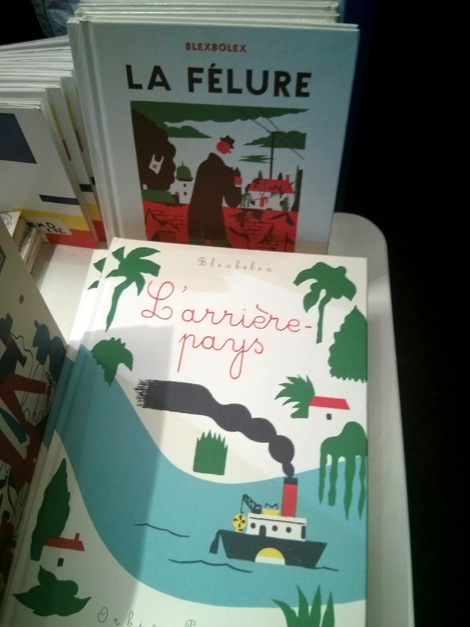 BLEXBOLEX
LA FÉLURE
Blexbolex
L'arrière-
pays